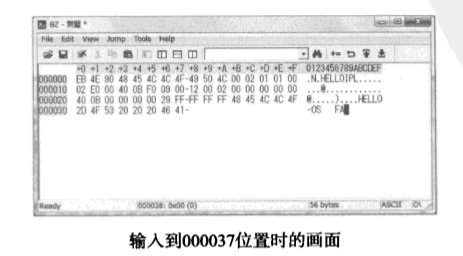 BZ - 無題 *
File Edit View Jump Tools Help
+0 +1 +2 +3 +4 +5 +6 +7 +8 +9 +A +B +C +D +E +F 0123456789ABCDEF
000000 EB 4E 90 48 45 4C 4C 4F-49 50 4C 00 02 01 01 00 .N.HELLOIPL.....
000010 02 E0 00 40 0B F0 09 00-12 00 02 00 00 00 00 00 ...@............
000020 40 0B 00 00 00 00 29 FF-FF FF FF 48 45 4C 4C 4F @.....)....HELLO
000030 2D 4F 53 20 20 20 46 41- -OS FA
Ready 000038: 0x00 (0) 56 bytes ASCII
输入到000037位置时的画面